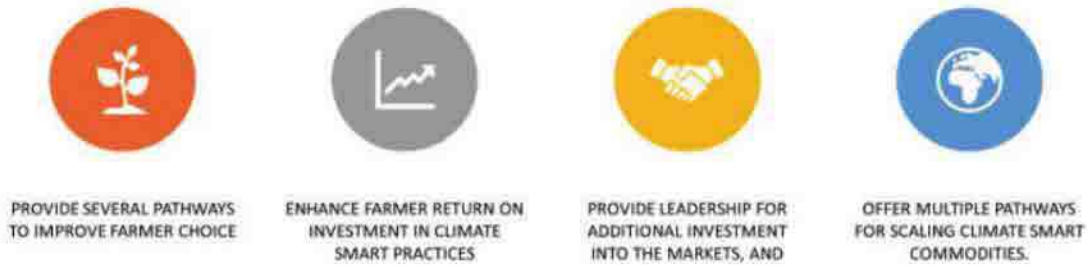 PROVIDE SEVERAL PATHWAYS
TO IMPROVE FARMER CHOICE
ENHANCE FARMER RETURN ON
INVESTMENT IN CLIMATE
SMART PRACTICES
PROVIDE LEADERSHIP FOR
ADDITIONAL INVESTMENT
INTO THE MARKETS, AND
OFFER MULTIPLE PATHWAYS
FOR SCALING CLIMATE SMART
COMMODITIES.